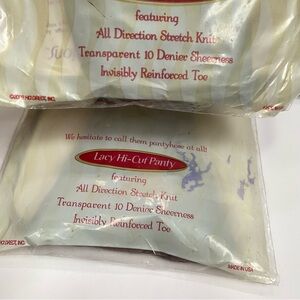 featuring
All Direction Stretch Knit
Transparent 10 Denier Sheerness
Invisibly Reinforced Toe
We hesitate to call them pantyhose at all!
Lacy Hi-Cut Panty
featuring
All Direction Stretch Knit
Transparent 10 Denier Sheerness
Invisibly Reinforced Toe
MADE IN USA